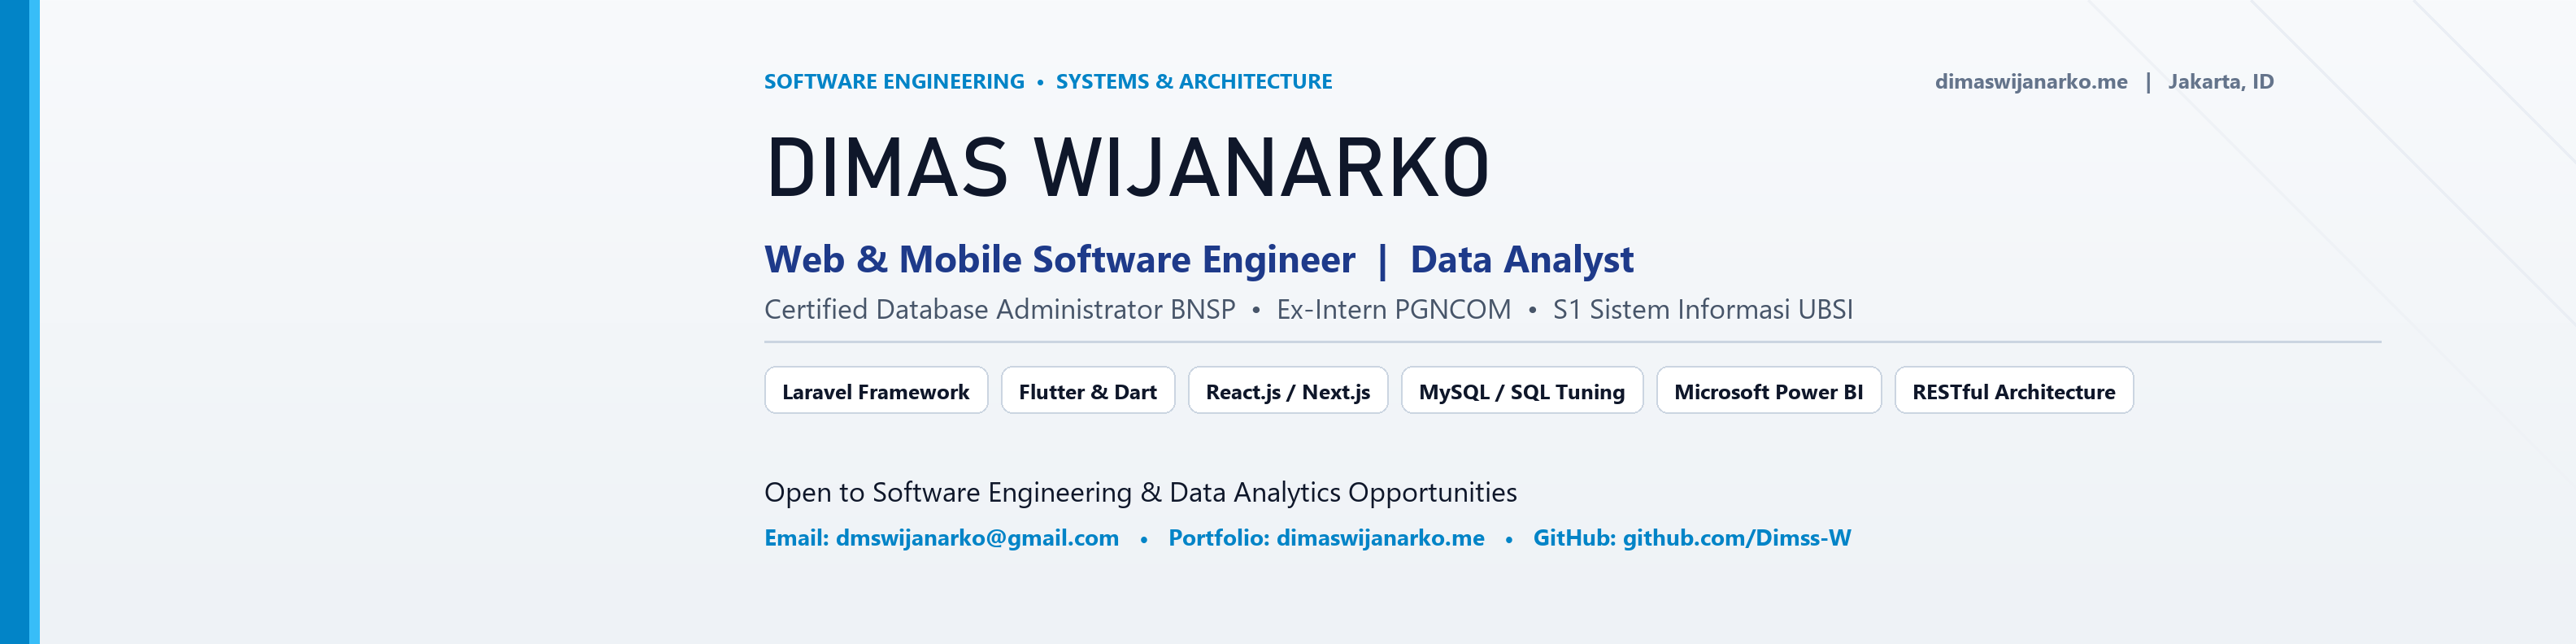 SOFTWARE ENGINEERING • SYSTEMS & ARCHITECTURE
dimaswijanarko.me | Jakarta, ID
DIMAS WIJANARKO
Web & Mobile Software Engineer | Data Analyst
Certified Database Administrator BNSP • Ex-Intern PGNCOM • S1 Sistem Informasi UBSI
Laravel Framework Flutter & Dart React.js / Next.js MySQL / SQL Tuning Microsoft Power BI RESTful Architecture
Open to Software Engineering & Data Analytics Opportunities
Email: dmswijanarko@gmail.com • Portfolio: dimaswijanarko.me • GitHub: github.com/Dimss-W